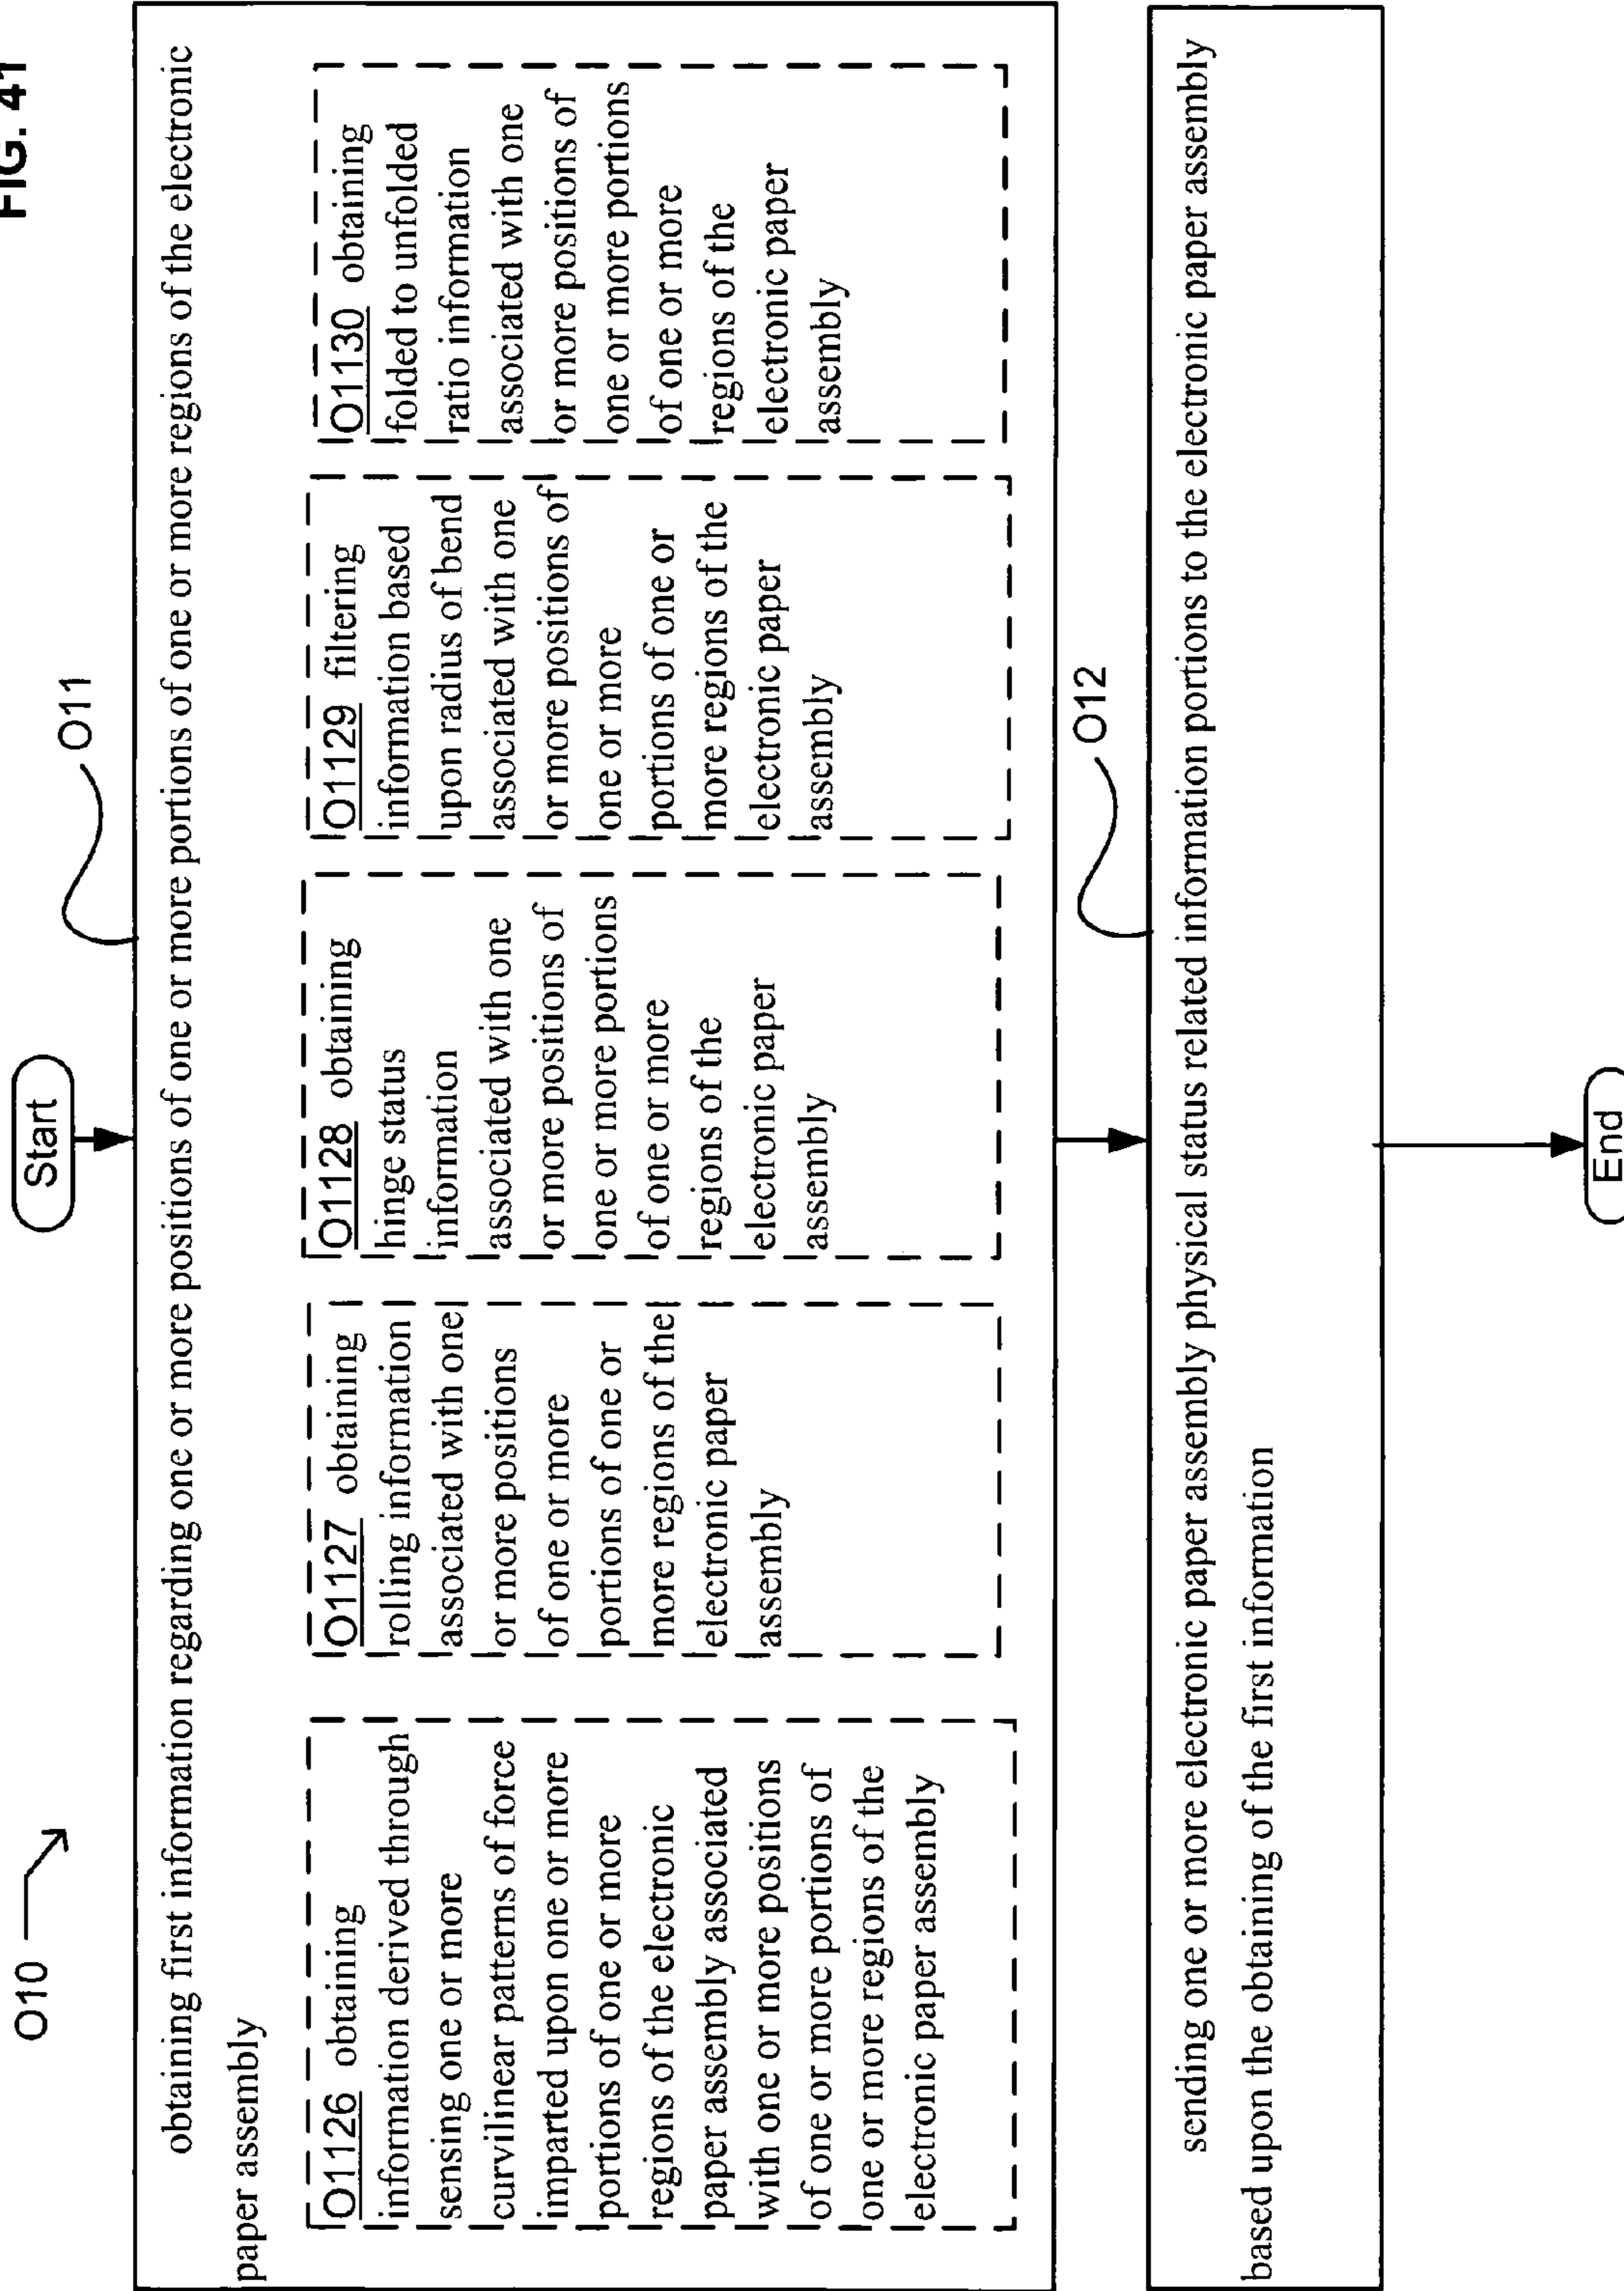 FIG. 41
O10
Start
O11
obtaining first information regarding one or more positions of one or more portions of one or more regions of the electronic
paper assembly
O1126 obtaining
information derived through
sensing one or more
curvilinear patterns of force
imparted upon one or more
portions of one or more
regions of the electronic
paper assembly associated
with one or more positions
of one or more portions of
one or more regions of the
electronic paper assembly
O1127 obtaining
rolling information
associated with one
or more positions
of one or more
portions of one or
more regions of the
electronic paper
assembly
O1128 obtaining
hinge status
information
associated with one
or more positions of
one or more portions
of one or more
regions of the
electronic paper
assembly
O1129 filtering
information based
upon radius of bend
associated with one
or more positions of
one or more
portions of one or
more regions of the
electronic paper
assembly
O1130 obtaining
folded to unfolded
ratio information
associated with one
or more positions of
one or more portions
of one or more
regions of the
electronic paper
assembly
O12
sending one or more electronic paper assembly physical status related information portions to the electronic paper assembly
based upon the obtaining of the first information
End